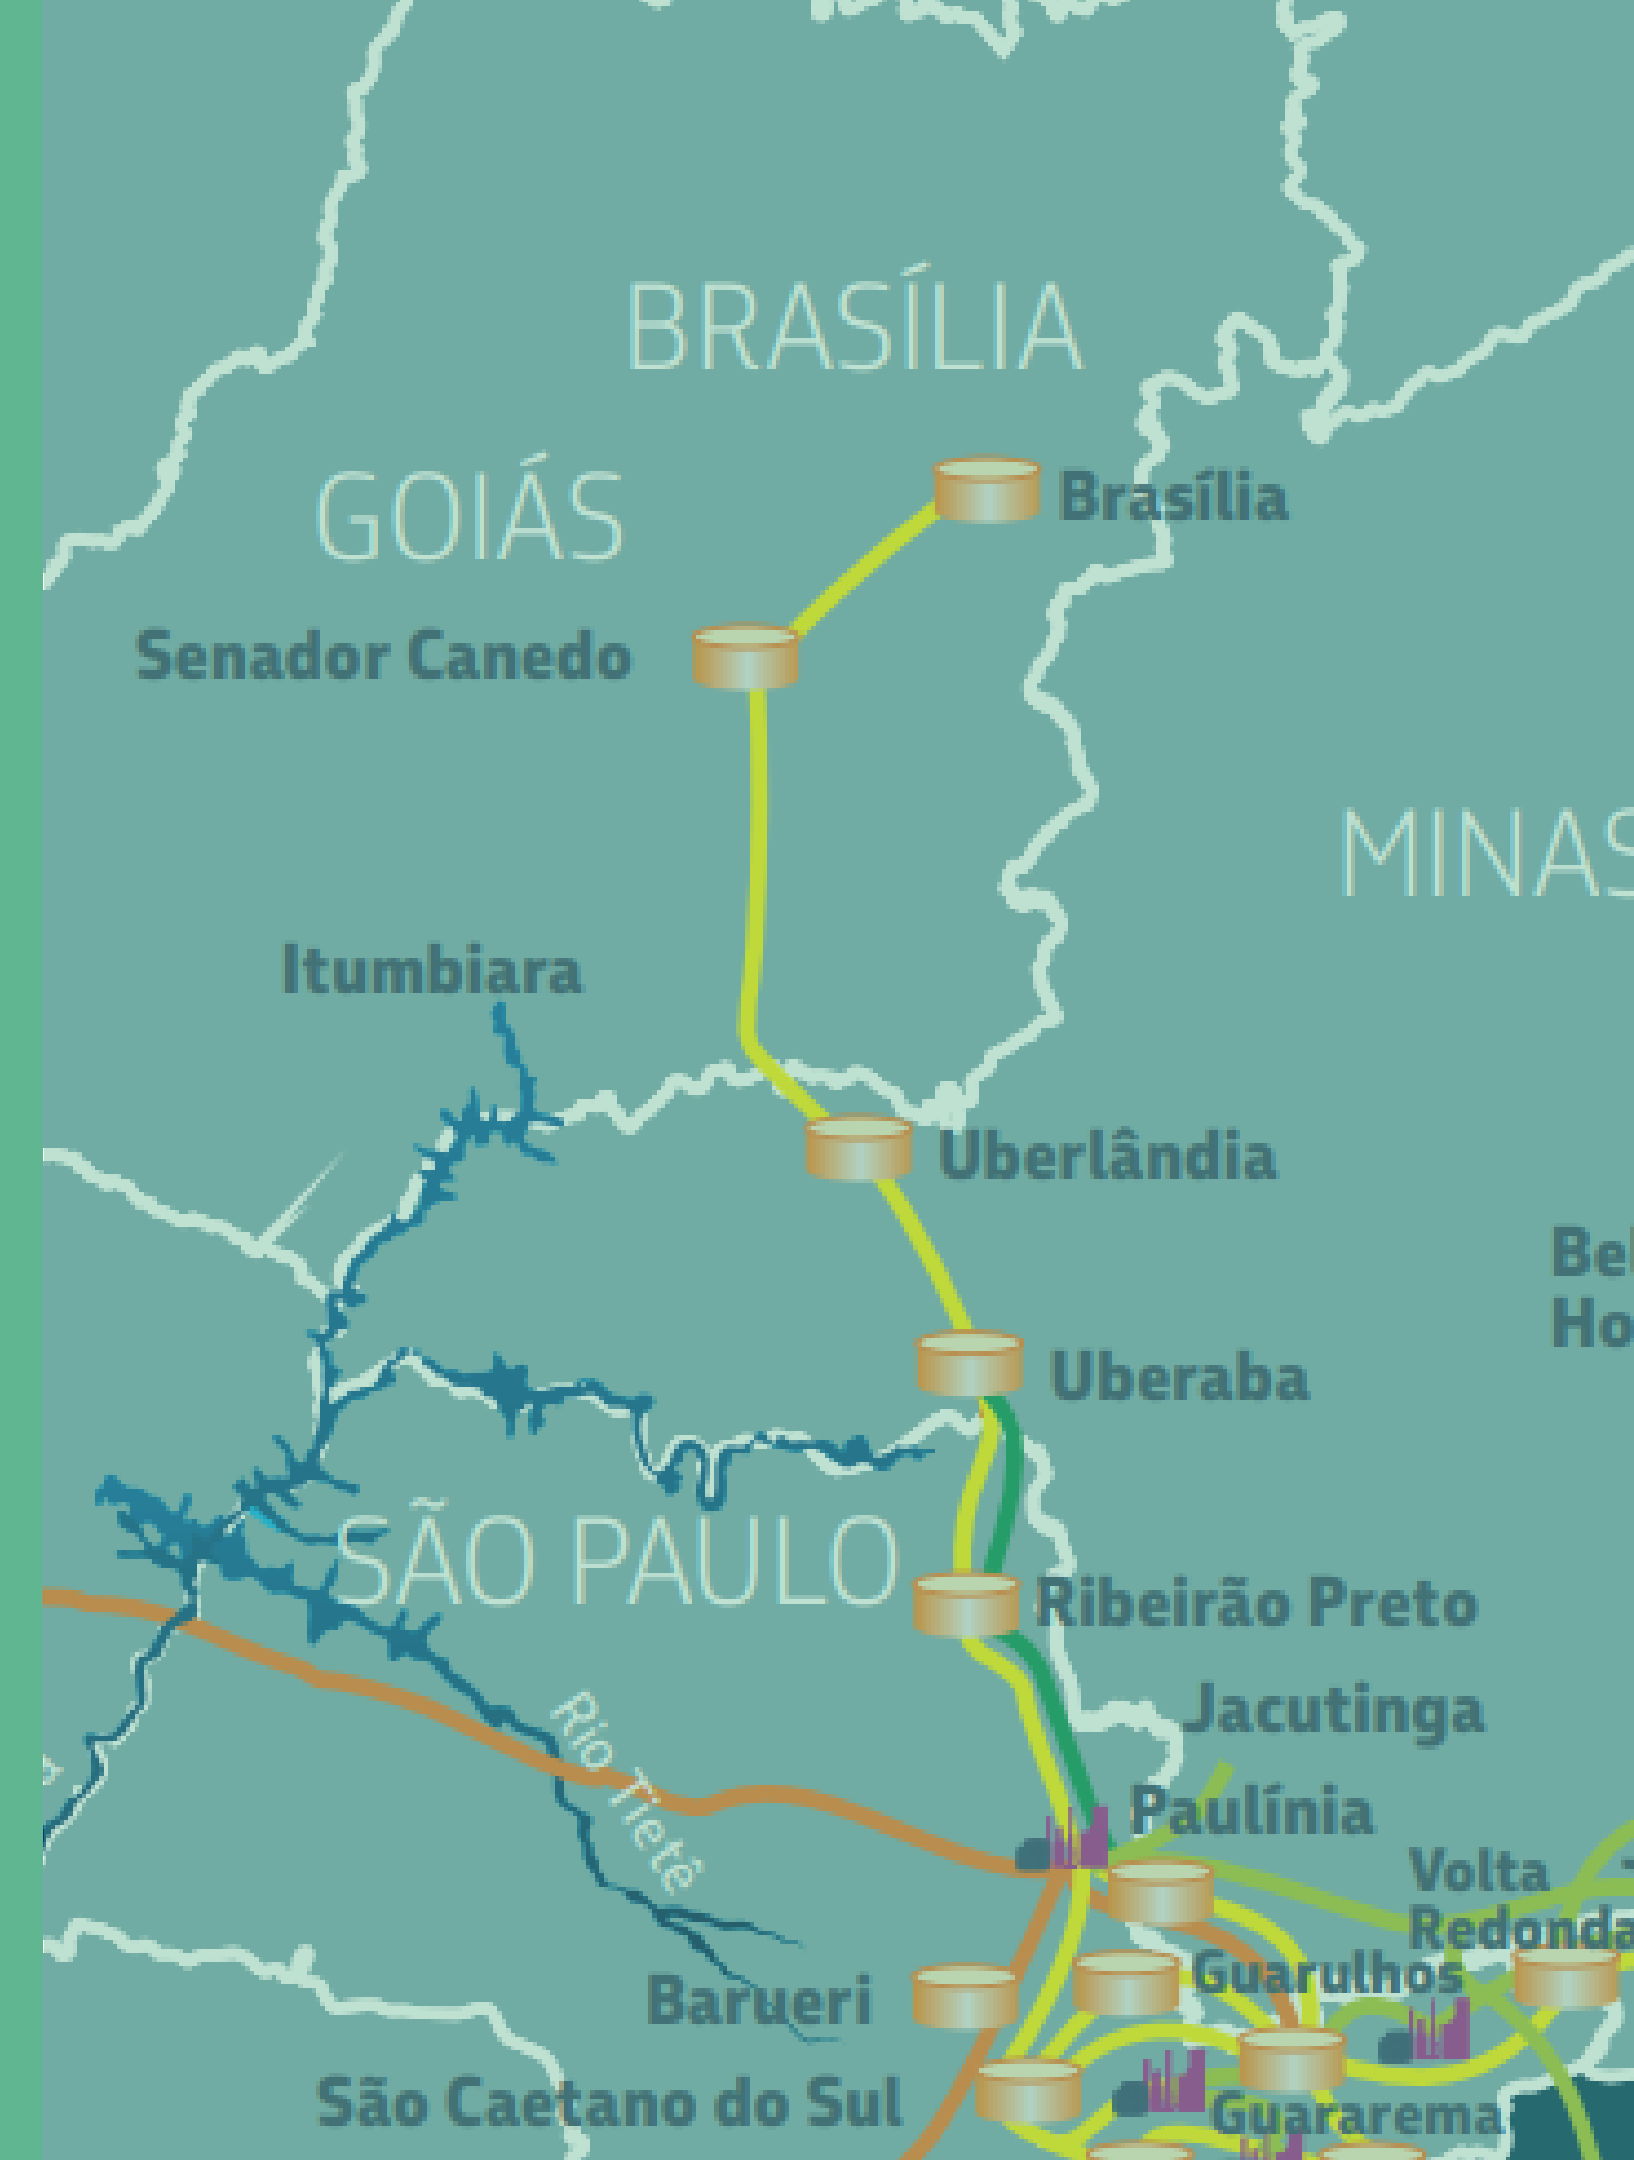 BRASÍLIA
GOIÁS
Brasília
Senador Canedo
MINAS
Itumbiara
Uberlândia
Uberaba
SÃO PAULO
Ribeirão Preto
Jacutinga
Rio Tietê
Paulínia
Volta
Redonda
Guarulhos
Barueri
São Caetano do Sul
Guararema